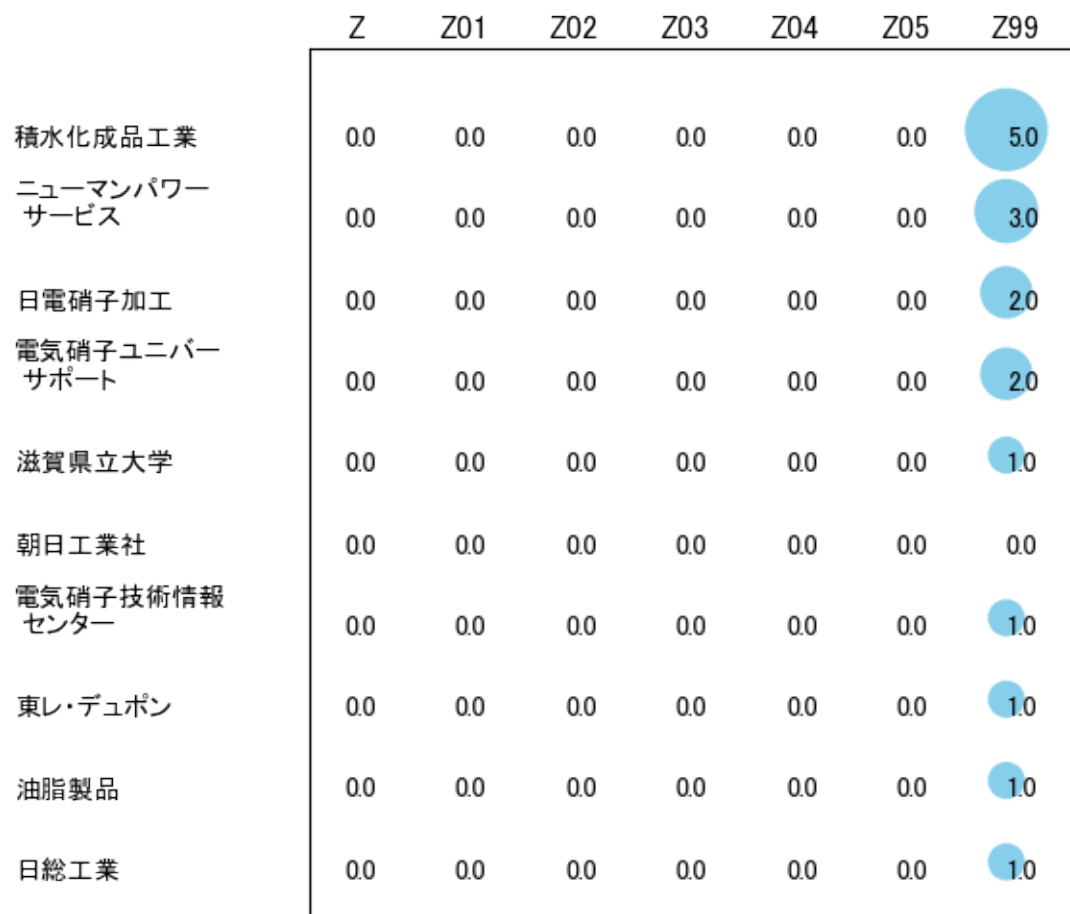 Z Z01 Z02 Z03 Z04 Z05 Z99
積水化成品工業 0.0 0.0 0.0 0.0 0.0 0.0 5.0
ニューマンパワー
サービス 0.0 0.0 0.0 0.0 0.0 0.0 3.0
日電硝子加工 0.0 0.0 0.0 0.0 0.0 0.0 2.0
電気硝子ユニバー
サポート 0.0 0.0 0.0 0.0 0.0 0.0 2.0
滋賀県立大学 0.0 0.0 0.0 0.0 0.0 0.0 1.0
朝日工業社 0.0 0.0 0.0 0.0 0.0 0.0 0.0
電気硝子技術情報
センター 0.0 0.0 0.0 0.0 0.0 0.0 1.0
東レ・デュポン 0.0 0.0 0.0 0.0 0.0 0.0 1.0
油脂製品 0.0 0.0 0.0 0.0 0.0 0.0 1.0
日総工業 0.0 0.0 0.0 0.0 0.0 0.0 1.0